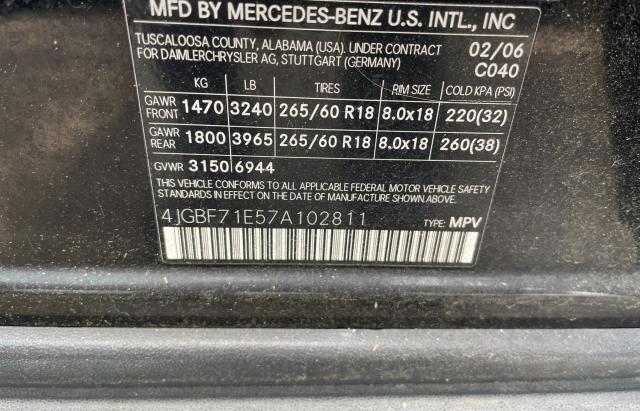 MFD BY MERCEDES-BENZ U.S. INTL., INC
TUSCALOOSA COUNTY, ALABAMA (USA). UNDER CONTRACT 02/06
FOR DAIMLERCHRYSLER AG, STUTTGART (GERMANY) C040
KG LB TIRES RIM SIZE COLD KPA (PSI)
GAWR FRONT 1470 3240 265/60 R18 8.0x18 220(32)
GAWR REAR 1800 3965 265/60 R18 8.0x18 260(38)
GVWR 3150 6944
THIS VEHICLE CONFORMS TO ALL APPLICABLE FEDERAL MOTOR VEHICLE SAFETY
STANDARDS IN EFFECT ON THE DATE OF MANUFACTURE SHOWN ABOVE.
4JGBF71E57A102811 TYPE: MPV